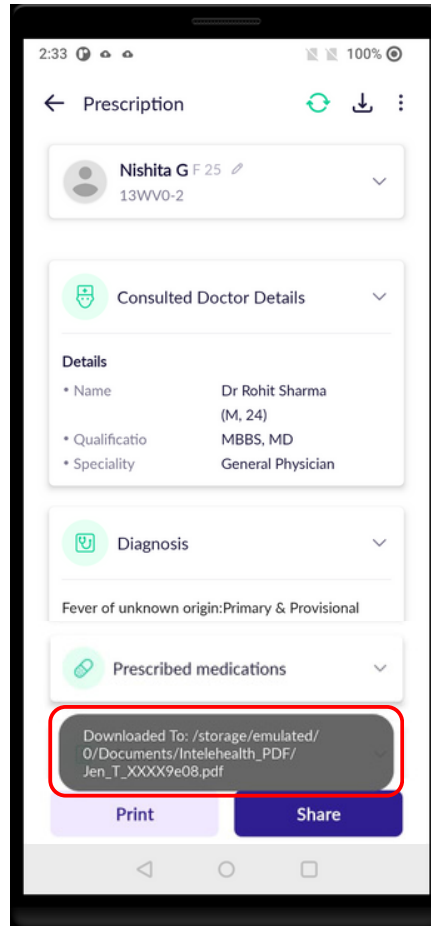 2:33 100%
Prescription
Nishita G F 25
13WV0-2
Consulted Doctor Details
Details
• Name Dr Rohit Sharma
(M, 24)
• Qualificatio MBBS, MD
• Speciality General Physician
Diagnosis
Fever of unknown origin:Primary & Provisional
Prescribed medications
Downloaded To: /storage/emulated/
0/Documents/Intelehealth_PDF/
Jen_T_XXXX9e08.pdf
Print Share